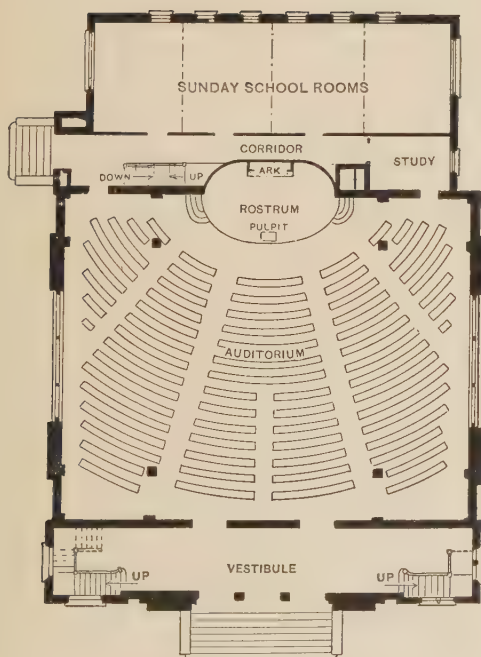 SUNDAY SCHOOL ROOMS
CORRIDOR
DOWN UP
ARK
STUDY
ROSTRUM
PULPIT
AUDITORIUM
UP
VESTIBULE
UP